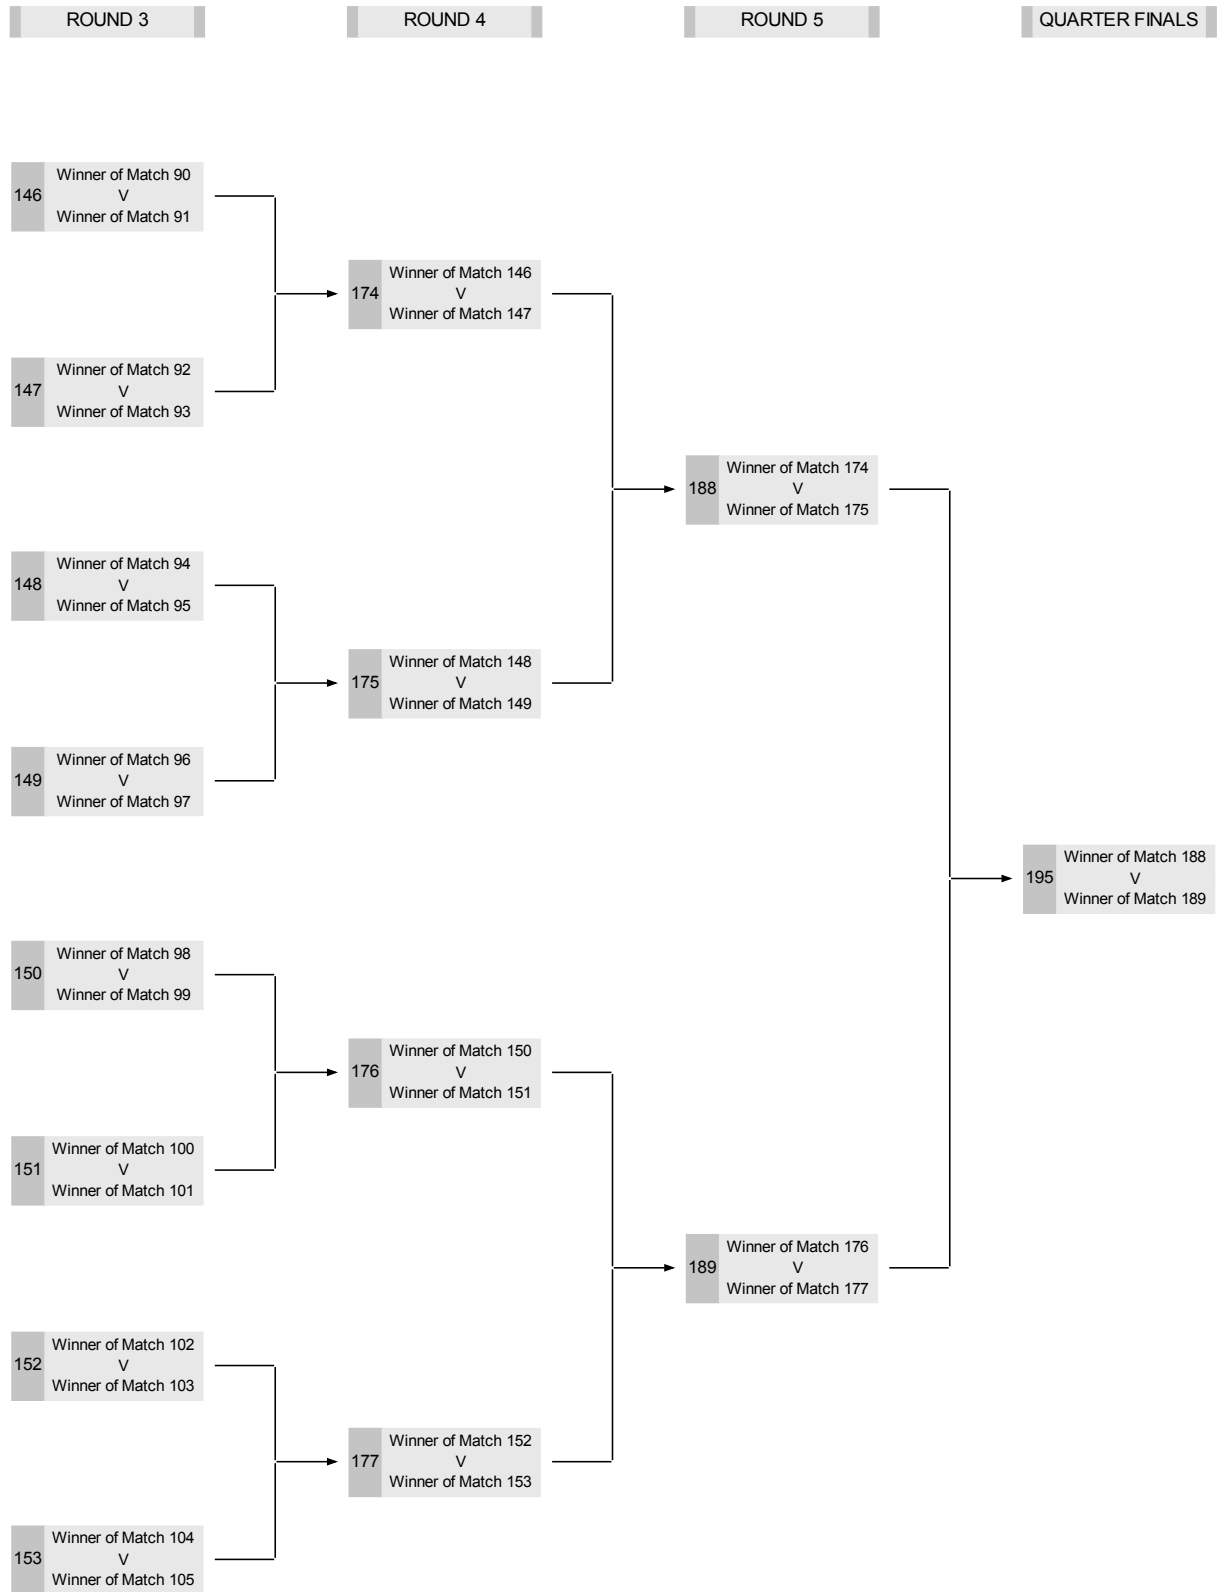 ROUND 3
ROUND 4
ROUND 5
QUARTER FINALS
146
Winner of Match 90
V
Winner of Match 91
147
Winner of Match 92
V
Winner of Match 93
148
Winner of Match 94
V
Winner of Match 95
149
Winner of Match 96
V
Winner of Match 97
150
Winner of Match 98
V
Winner of Match 99
151
Winner of Match 100
V
Winner of Match 101
152
Winner of Match 102
V
Winner of Match 103
153
Winner of Match 104
V
Winner of Match 105
174
Winner of Match 146
V
Winner of Match 147
175
Winner of Match 148
V
Winner of Match 149
176
Winner of Match 150
V
Winner of Match 151
177
Winner of Match 152
V
Winner of Match 153
188
Winner of Match 174
V
Winner of Match 175
189
Winner of Match 176
V
Winner of Match 177
195
Winner of Match 188
V
Winner of Match 189